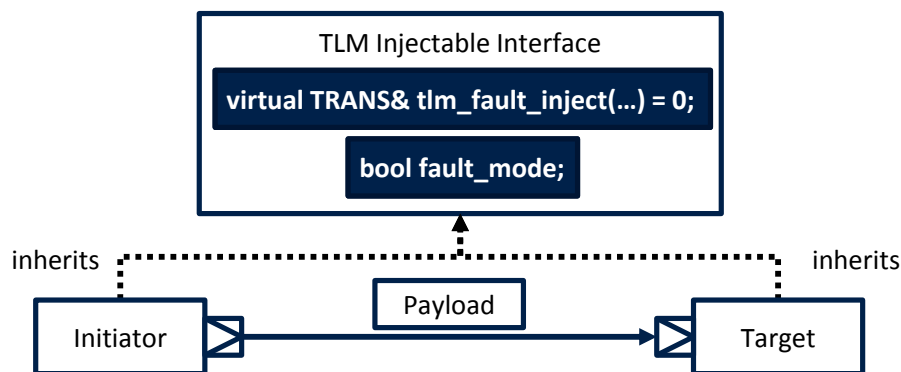 TLM Injectable Interface
virtual TRANS& tlm_fault_inject(…) = 0;
bool fault_mode;
inherits
inherits
Payload
Initiator
Target